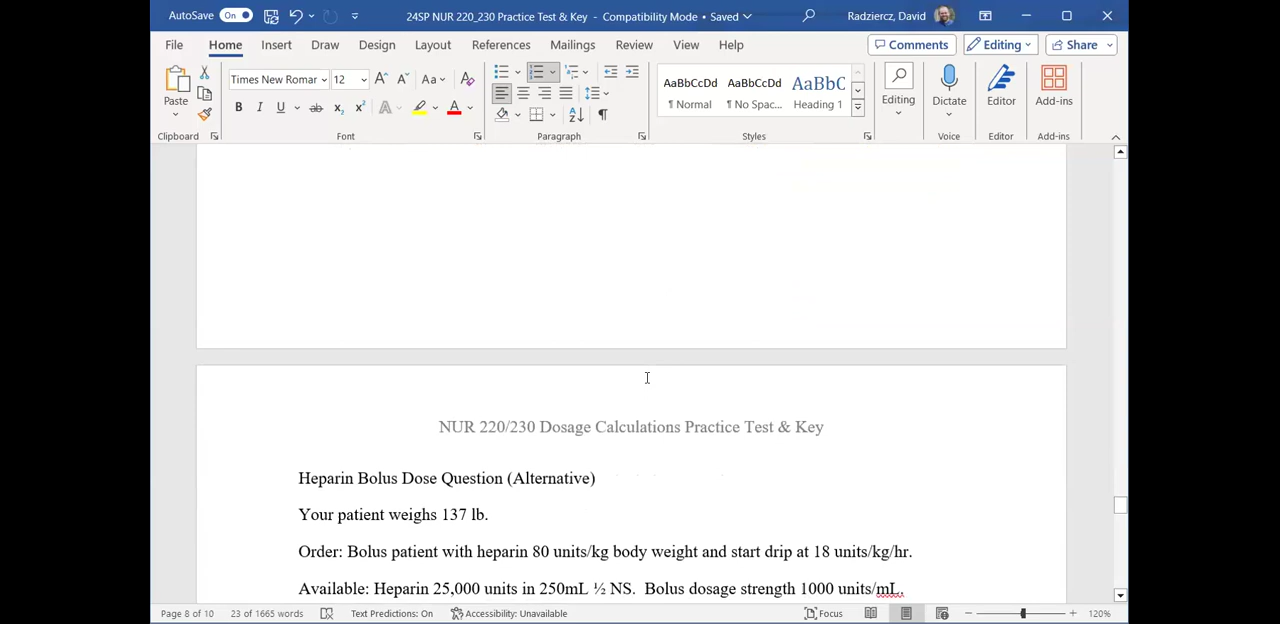 AutoSave On 24SP NUR 220_230 Practice Test & Key - Compatibility Mode • Saved Radziercz, David
File Home Insert Draw Design Layout References Mailings Review View Help Comments Editing Share
Times New Romar 12 Aa AaBbCcDd AaBbCcDd AaBbC
Paste B I U ab x₂ x² A A ¶ Normal ¶ No Spac... Heading 1 Editing Dictate Editor Add-ins
Clipboard Font Paragraph Styles Voice Editor Add-ins
NUR 220/230 Dosage Calculations Practice Test & Key
Heparin Bolus Dose Question (Alternative)
Your patient weighs 137 lb.
Order: Bolus patient with heparin 80 units/kg body weight and start drip at 18 units/kg/hr.
Available: Heparin 25,000 units in 250mL ½ NS. Bolus dosage strength 1000 units/mL.
Page 8 of 10 23 of 1665 words Text Predictions: On Accessibility: Unavailable Focus 120%